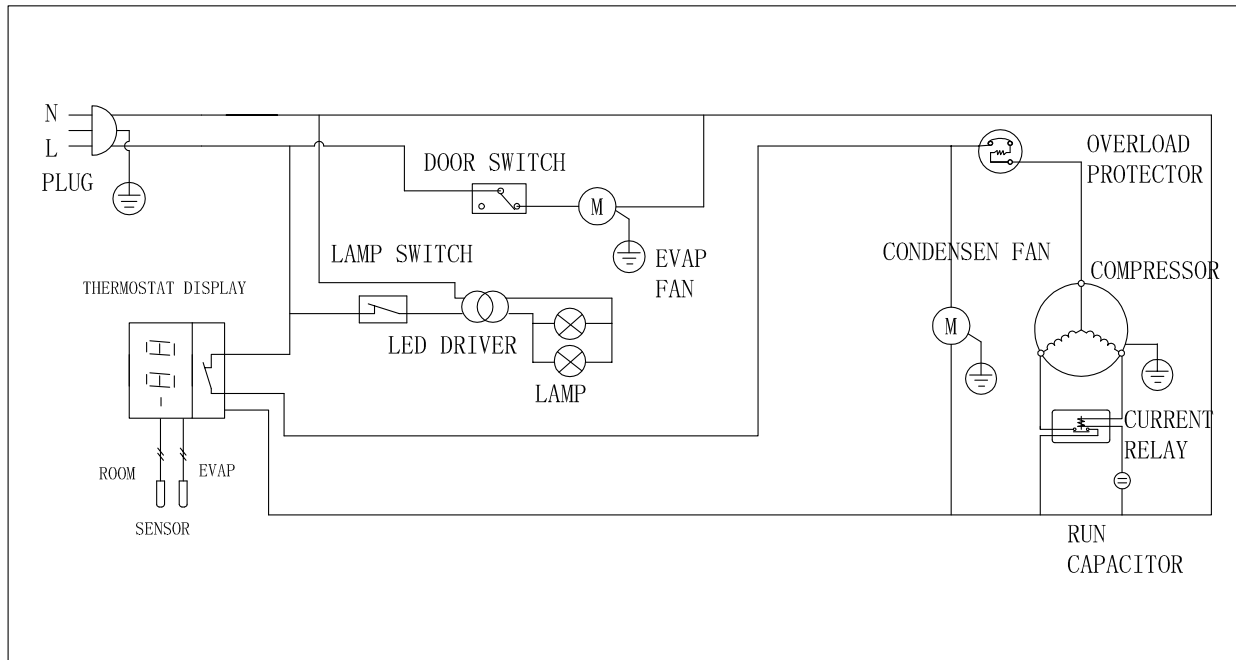 N
L
PLUG
DOOR SWITCH
M
EVAP
FAN
LAMP SWITCH
THERMOSTAT DISPLAY
LED DRIVER
LAMP
ROOM
EVAP
SENSOR
OVERLOAD
PROTECTOR
CONDENSEN FAN
COMPRESSOR
M
CURRENT
RELAY
RUN
CAPACITOR